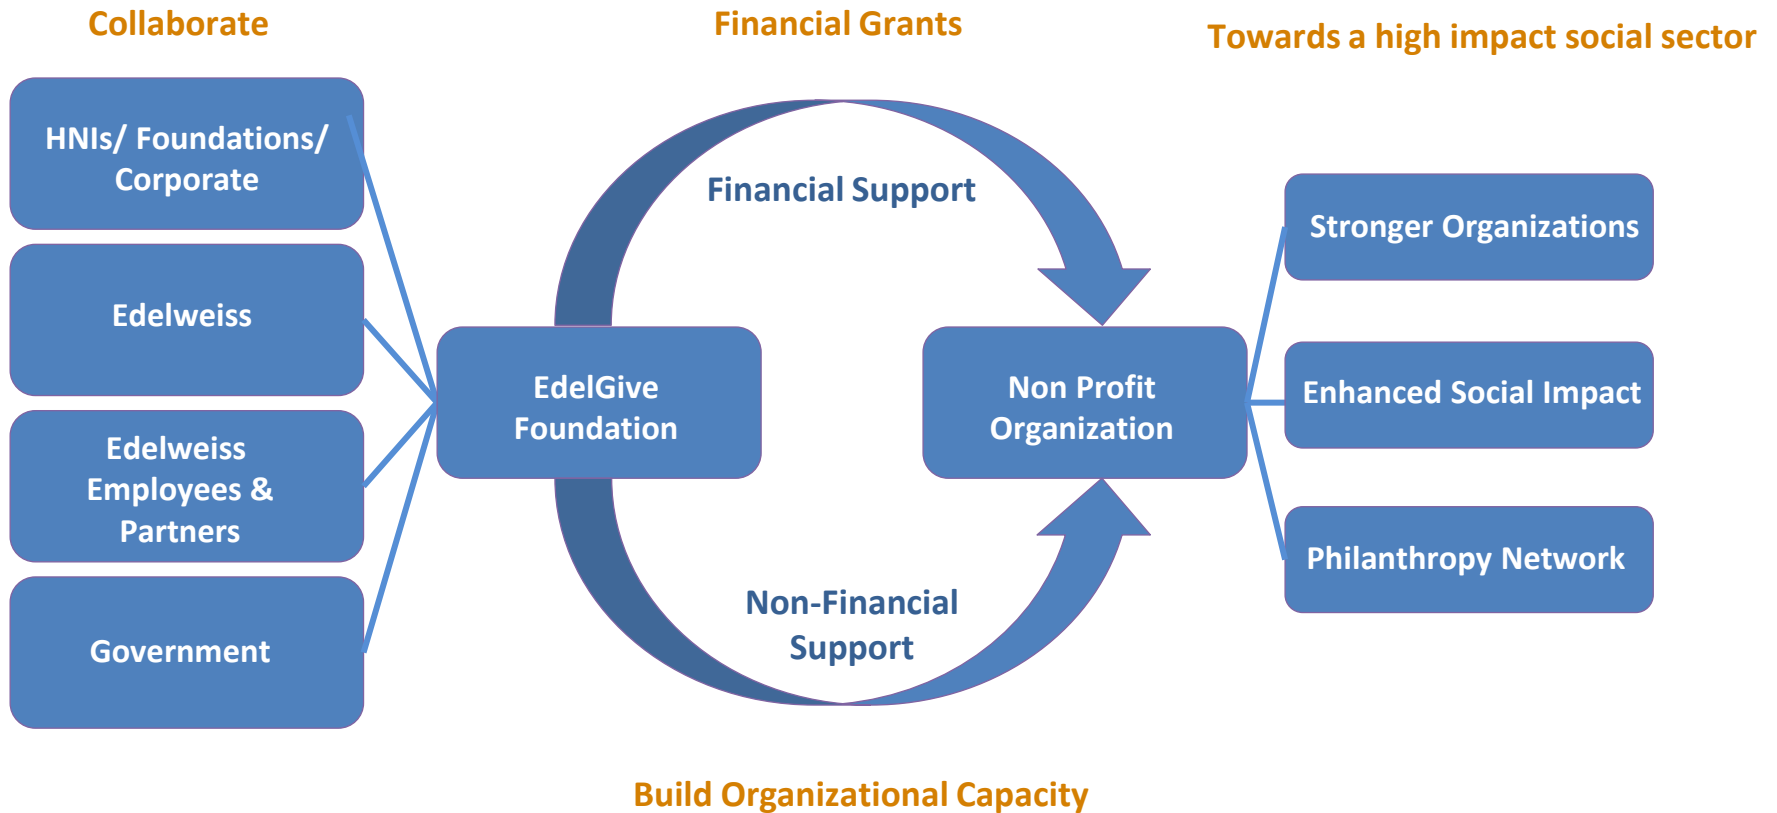 Collaborate
Financial Grants
Towards a high impact social sector
HNIs/ Foundations/
Corporate
Edelweiss
Edelweiss
Employees &
Partners
Government
EdelGive
Foundation
Financial Support
Non-Financial
Support
Non Profit
Organization
Stronger Organizations
Enhanced Social Impact
Philanthropy Network
Build Organizational Capacity